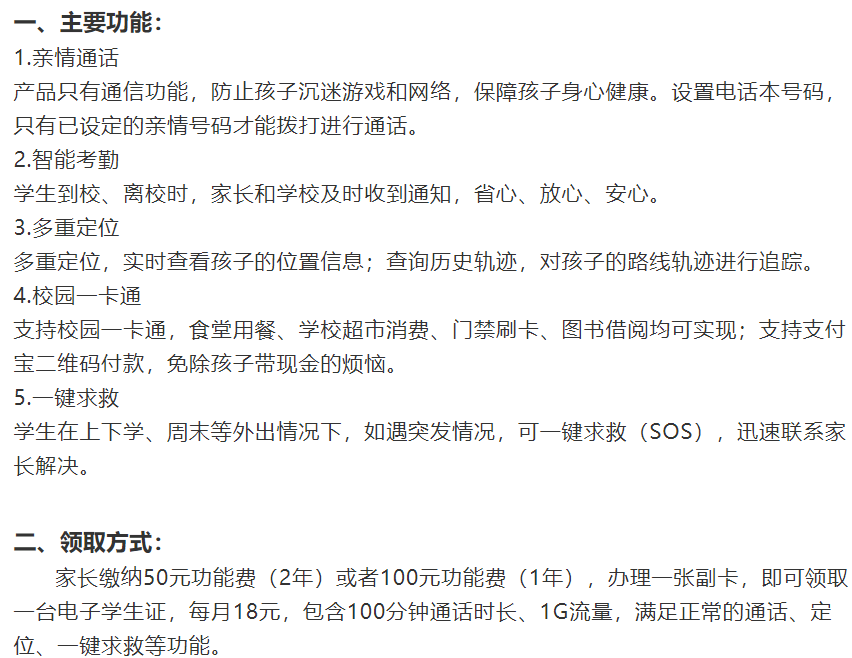 一、主要功能：
1.亲情通话
产品只有通信功能，防止孩子沉迷游戏和网络，保障孩子身心健康。设置电话本号码，
只有已设定的亲情号码才能拨打进行通话。
2.智能考勤
学生到校、离校时，家长和学校及时收到通知，省心、放心、安心。
3.多重定位
多重定位，实时查看孩子的位置信息；查询历史轨迹，对孩子的路线轨迹进行追踪。
4.校园一卡通
支持校园一卡通，食堂用餐、学校超市消费、门禁刷卡、图书借阅均可实现；支持支付
宝二维码付款，免除孩子带现金的烦恼。
5.一键求救
学生在上下学、周末等外出情况下，如遇突发情况，可一键求救（SOS），迅速联系家
长解决。
二、领取方式：
家长缴纳50元功能费（2年）或者100元功能费（1年），办理一张副卡，即可领取
一台电子学生证，每月18元，包含100分钟通话时长、1G流量，满足正常的通话、定
位、一键求救等功能。